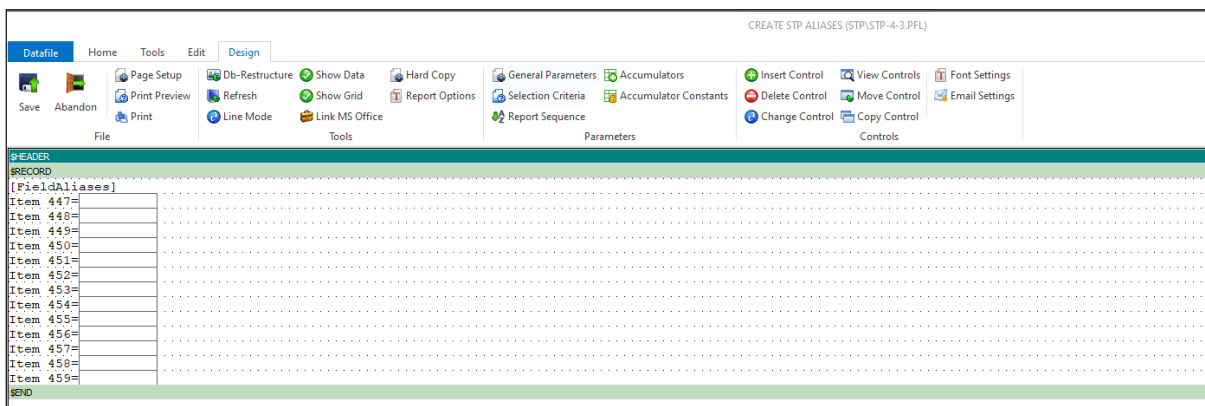 CREATE STP ALIASES (STP\STP-4-3.PFL)
Datafile Home Tools Edit Design
Page Setup Db-Restructure Show Data Hard Copy General Parameters Accumulators Insert Control View Controls Font Settings
Save Abandon Print Preview Refresh Show Grid Report Options Selection Criteria Accumulator Constants Delete Control Move Control Email Settings
Print Line Mode Link MS Office Report Sequence Change Control Copy Control
File Tools Parameters Controls
$HEADER
$RECORD
[FieldAliases]
Item 447=
Item 448=
Item 449=
Item 450=
Item 451=
Item 452=
Item 453=
Item 454=
Item 455=
Item 456=
Item 457=
Item 458=
Item 459=
$END